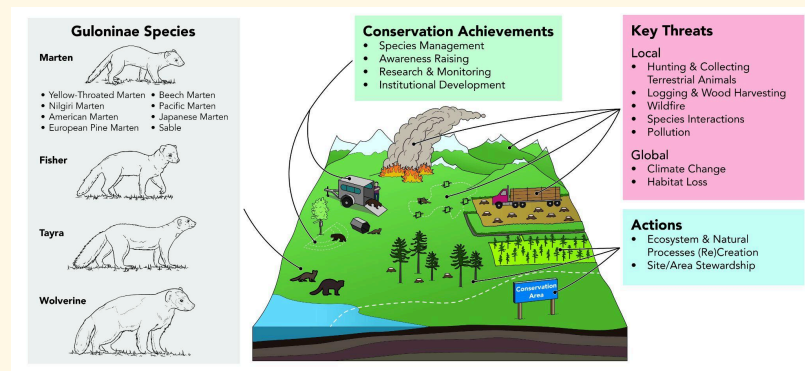 Guloninae Species
Marten
• Yellow-Throated Marten
• Nilgiri Marten
• American Marten
• European Pine Marten
• Beech Marten
• Pacific Marten
• Japanese Marten
• Sable
Fisher
Tayra
Wolverine
Conservation Achievements
• Species Management
• Awareness Raising
• Research & Monitoring
• Institutional Development
Conservation
Area
Key Threats
Local
• Hunting & Collecting
Terrestrial Animals
• Logging & Wood Harvesting
• Wildfire
• Species Interactions
• Pollution
Global
• Climate Change
• Habitat Loss
Actions
• Ecosystem & Natural
Processes (Re)Creation
• Site/Area Stewardship